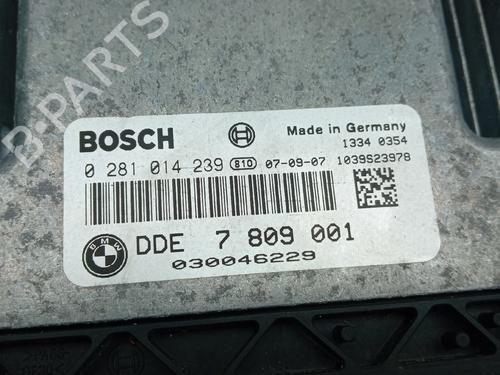 B-PARTS
BOSCH
Made in Germany
1334 0354
0 281 014 239 810 07-09-07 1039S23978
BMW
DDE 7 809 001
030046229